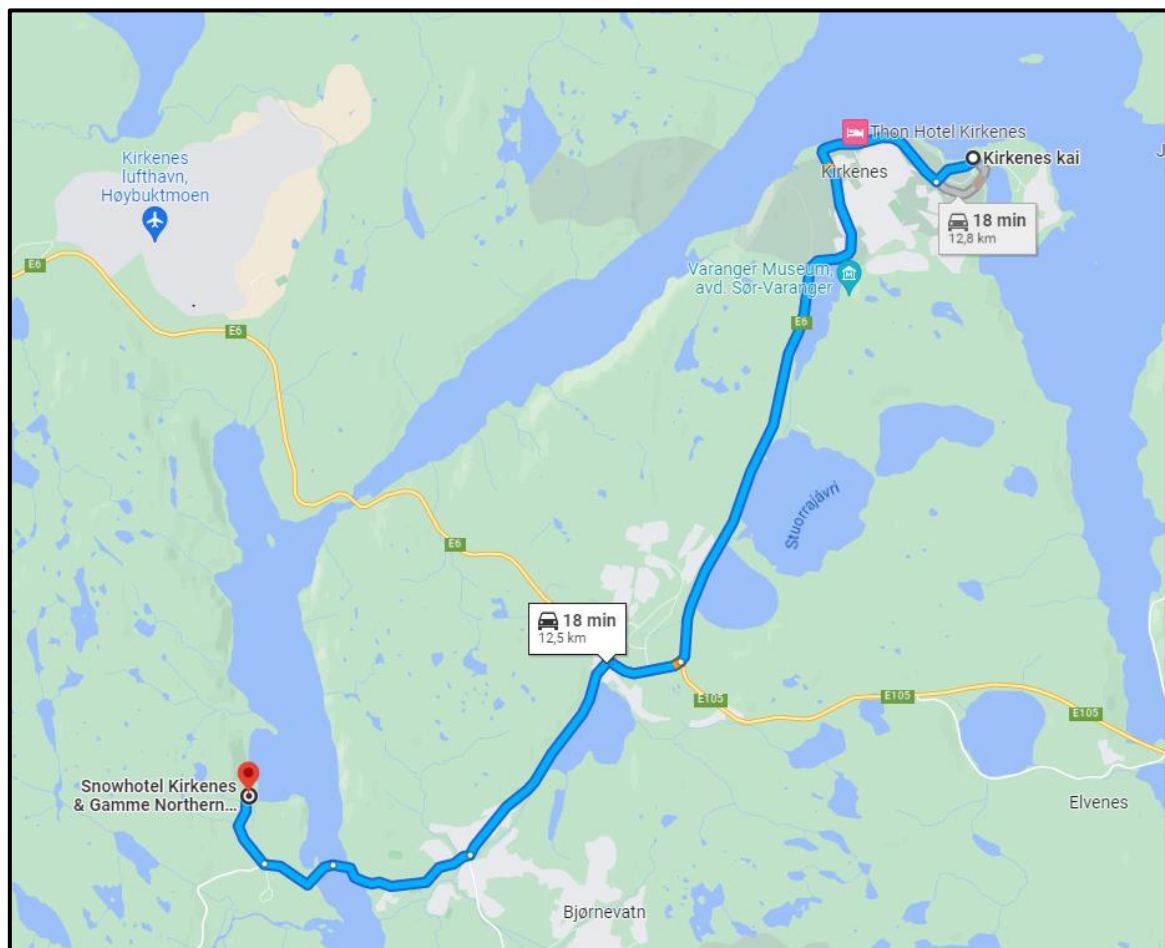 Thon Hotel Kirkenes
Kirkenes kai
J
Kirkenes
Kirkenes
lufthavn,
Høybuktmoen
18 min
12,8 km
E6
Varanger Museum,
avd. Sør-Varanger
E6
E6
Stuorrajávri
E6
18 min
12,5 km
E105
E105
E105
Snowhotel Kirkenes
& Gamme Northern...
Elvenes
Bjørnevatn